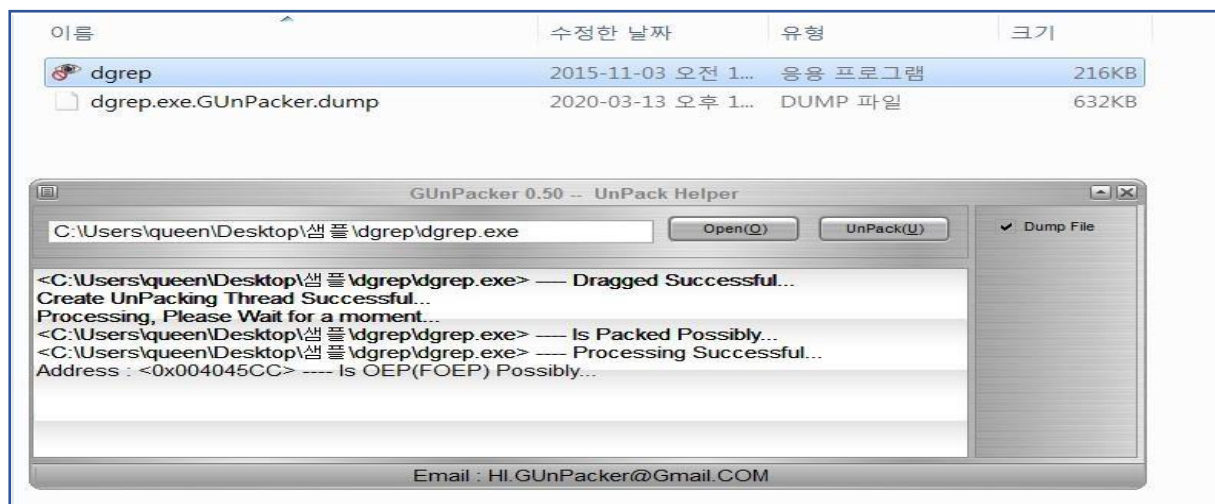 이름 수정한 날짜 유형 크기
dgrep 2015-11-03 오전 1... 응용 프로그램 216KB
dgrep.exe.GUnPacker.dump 2020-03-13 오후 1... DUMP 파일 632KB
GUnPacker 0.50 -- UnPack Helper
C:\Users\queen\Desktop\샘플\dgrep\dgrep.exe Open(O) UnPack(U) Dump File
<C:\Users\queen\Desktop\샘플\dgrep\dgrep.exe> ---- Dragged Successful...
Create UnPacking Thread Successful...
Processing, Please Wait for a moment...
<C:\Users\queen\Desktop\샘플\dgrep\dgrep.exe> ---- Is Packed Possibly...
<C:\Users\queen\Desktop\샘플\dgrep\dgrep.exe> ---- Processing Successful...
Address : <0x004045CC> ---- Is OEP(FOEP) Possibly...
Email : HI.GUnPacker@Gmail.COM